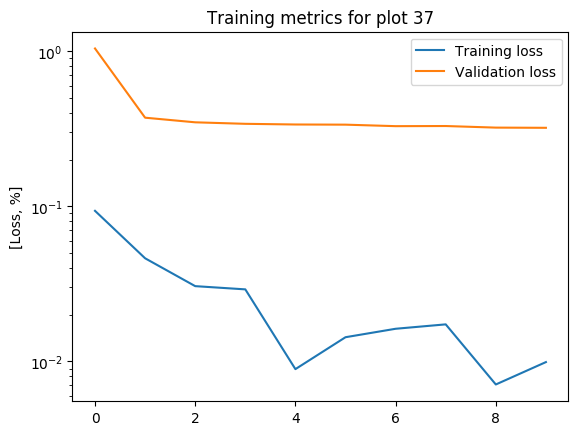 Training metrics for plot 37
Training loss
Validation loss
[Loss, %]
10⁰
10⁻¹
10⁻²
0 2 4 6 8